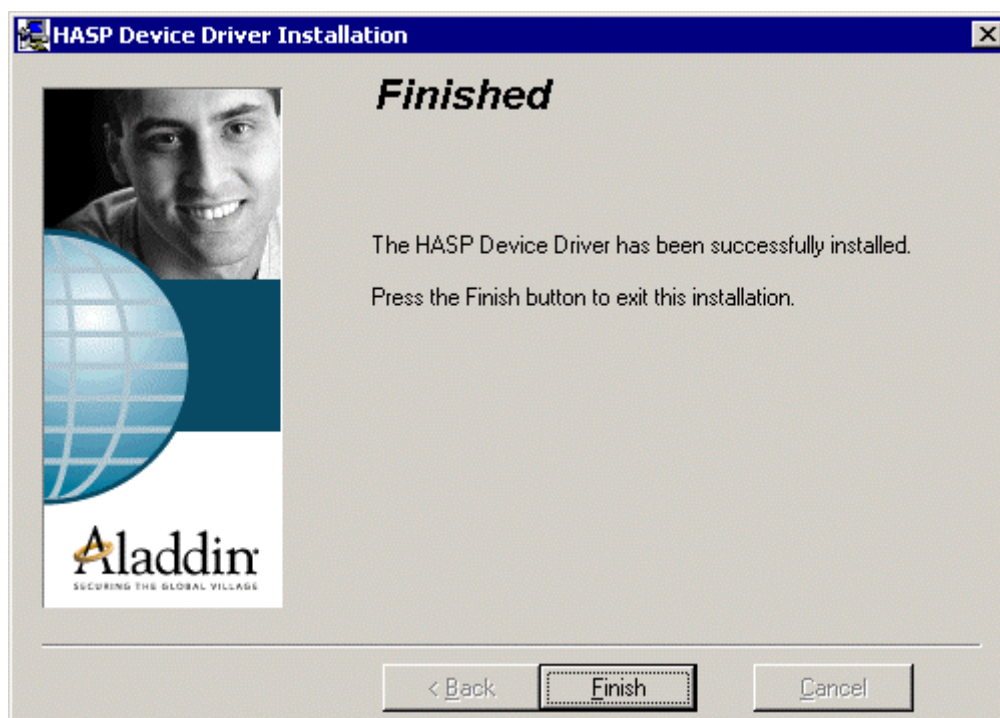 HASP Device Driver Installation
Finished
The HASP Device Driver has been successfully installed.
Press the Finish button to exit this installation.
Aladdin
SECURING THE GLOBAL VILLAGE
< Back
Finish
Cancel